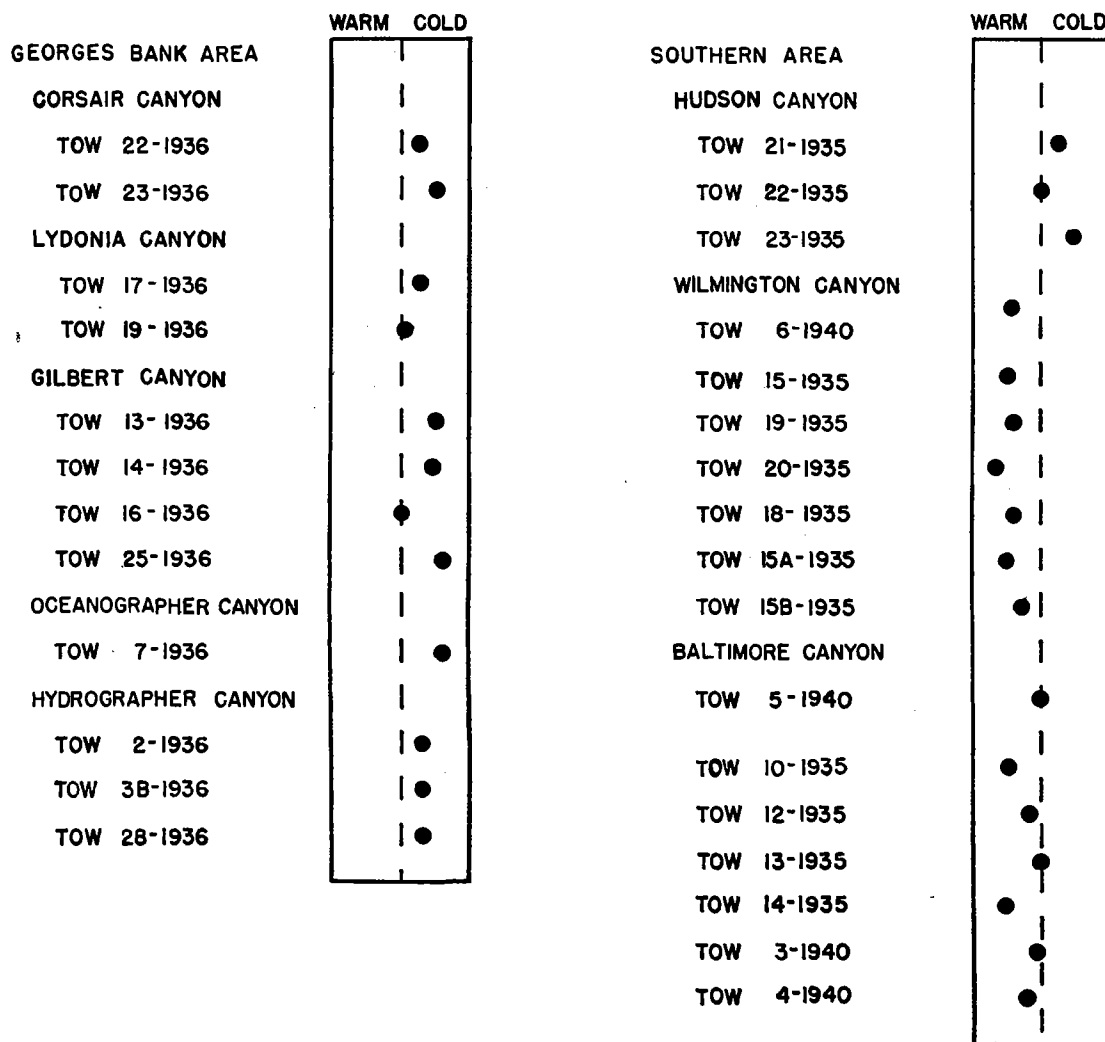 WARM COLD
GEORGES BANK AREA
CORSAIR CANYON
TOW 22-1936
TOW 23-1936
LYDONIA CANYON
TOW 17-1936
TOW 19-1936
GILBERT CANYON
TOW 13-1936
TOW 14-1936
TOW 16-1936
TOW 25-1936
OCEANOGRAPHER CANYON
TOW 7-1936
HYDROGRAPHER CANYON
TOW 2-1936
TOW 3B-1936
TOW 28-1936
WARM COLD
SOUTHERN AREA
HUDSON CANYON
TOW 21-1935
TOW 22-1935
TOW 23-1935
WILMINGTON CANYON
TOW 6-1940
TOW 15-1935
TOW 19-1935
TOW 20-1935
TOW 18-1935
TOW 15A-1935
TOW 15B-1935
BALTIMORE CANYON
TOW 5-1940
TOW 10-1935
TOW 12-1935
TOW 13-1935
TOW 14-1935
TOW 3-1940
TOW 4-1940